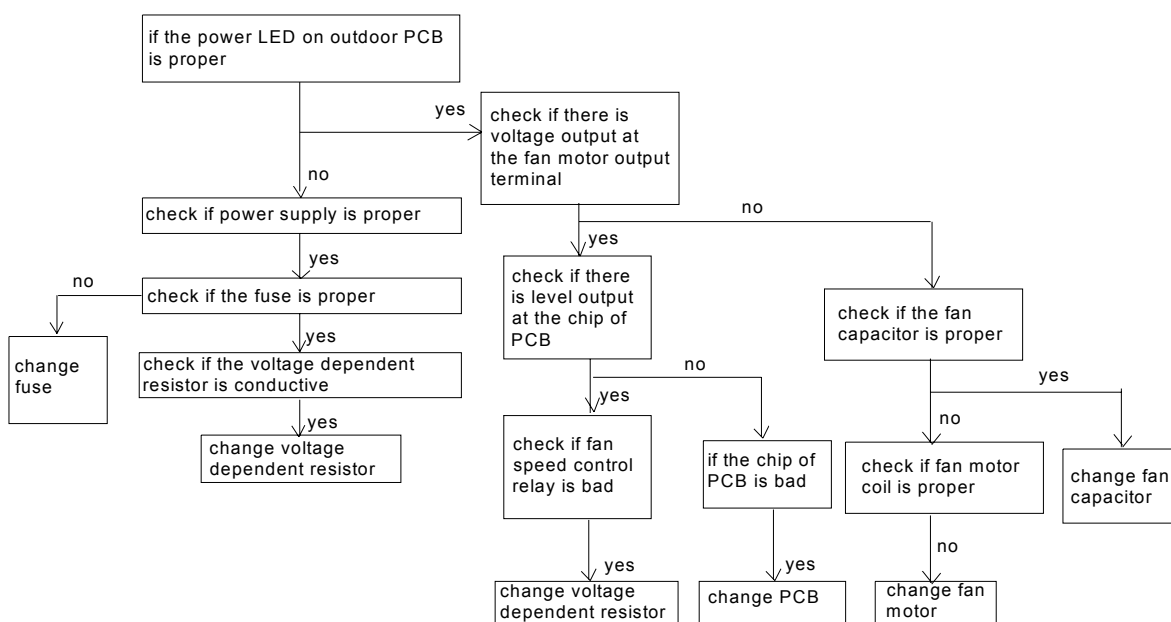 if the power LED on outdoor PCB
is proper
yes
check if there is
voltage output at
the fan motor output
terminal
no
check if power supply is proper
no
yes
yes
no
check if the fuse is proper
check if there
is level output
at the chip of
PCB
check if the fan
capacitor is proper
change
fuse
yes
check if the voltage dependent
resistor is conductive
no
yes
yes
yes
no
change voltage
dependent resistor
check if fan
speed control
relay is bad
if the chip of
PCB is bad
check if fan motor
coil is proper
change fan
capacitor
yes
yes
no
change voltage
dependent resistor
change PCB
change fan
motor